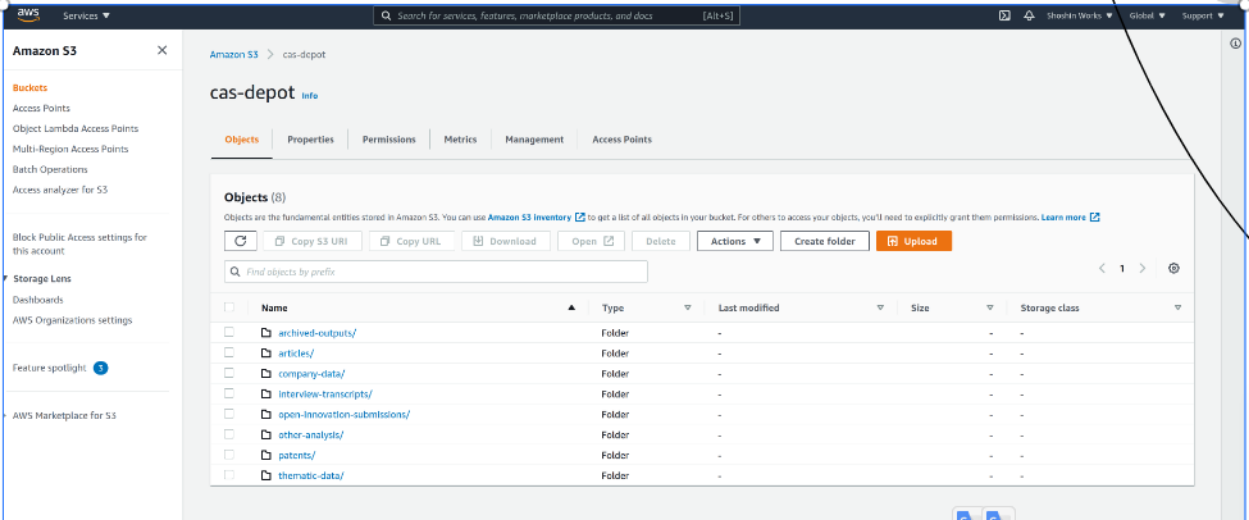 aws Services ▼ Search for services, features, marketplace products, and docs [Alt+S] Shoshin Works ▼ Global ▼ Support ▼
Amazon S3
Buckets
Access Points
Object Lambda Access Points
Multi-Region Access Points
Batch Operations
Access analyzer for S3
Block Public Access settings for
this account
Storage Lens
Dashboards
AWS Organizations settings
Feature spotlight 3
AWS Marketplace for S3
Amazon S3 > cas-depot
cas-depot Info
Objects Properties Permissions Metrics Management Access Points
Objects (8)
Objects are the fundamental entities stored in Amazon S3. You can use Amazon S3 inventory to get a list of all objects in your bucket. For others to access your objects, you'll need to explicitly grant them permissions. Learn more
Copy S3 URI Copy URL Download Open Delete Actions ▼ Create folder Upload
Find objects by prefix < 1 >
Name ▲ Type Last modified Size Storage class
archived-outputs/ Folder - - -
articles/ Folder - - -
company-data/ Folder - - -
interview-transcripts/ Folder - - -
open-innovation-submissions/ Folder - - -
other-analysis/ Folder - - -
patents/ Folder - - -
thematic-data/ Folder - - -